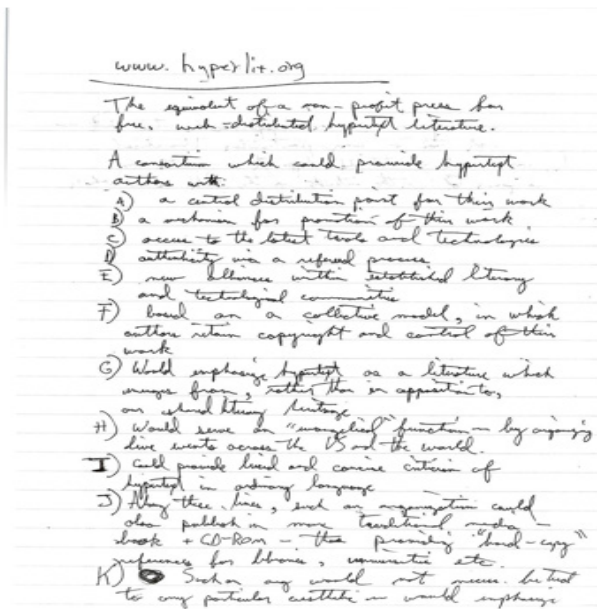 www.hyperlit.org
The equivalent of a non-profit press for
free, web-distributed hypertext literature.
A consortium which could provide hypertext
authors with:
A) a central distribution point for their work
B) a mechanism for promotion of their work
C) access to the latest tools and technologies
D) authenticity via a refereed process
E) new alliances within established literary
and technological communities
F) based on a collective model, in which
authors retain copyright and control of their
work
G) Would emphasize hypertext as a literature which
emerges from, rather than in opposition to,
our shared literary heritage
H) Would serve an "evangelical" function — by organizing
live events across the US and the world.
I) Could provide lucid and concise criticism of
hypertext in ordinary language
J) Along these lines, such an organization could
also publish in more traditional media —
book + CD-ROM — thus providing "hard-copy"
references for libraries, universities etc.
K) Such an org would not necess. be tied
to any particular aesthetic — would emphasize